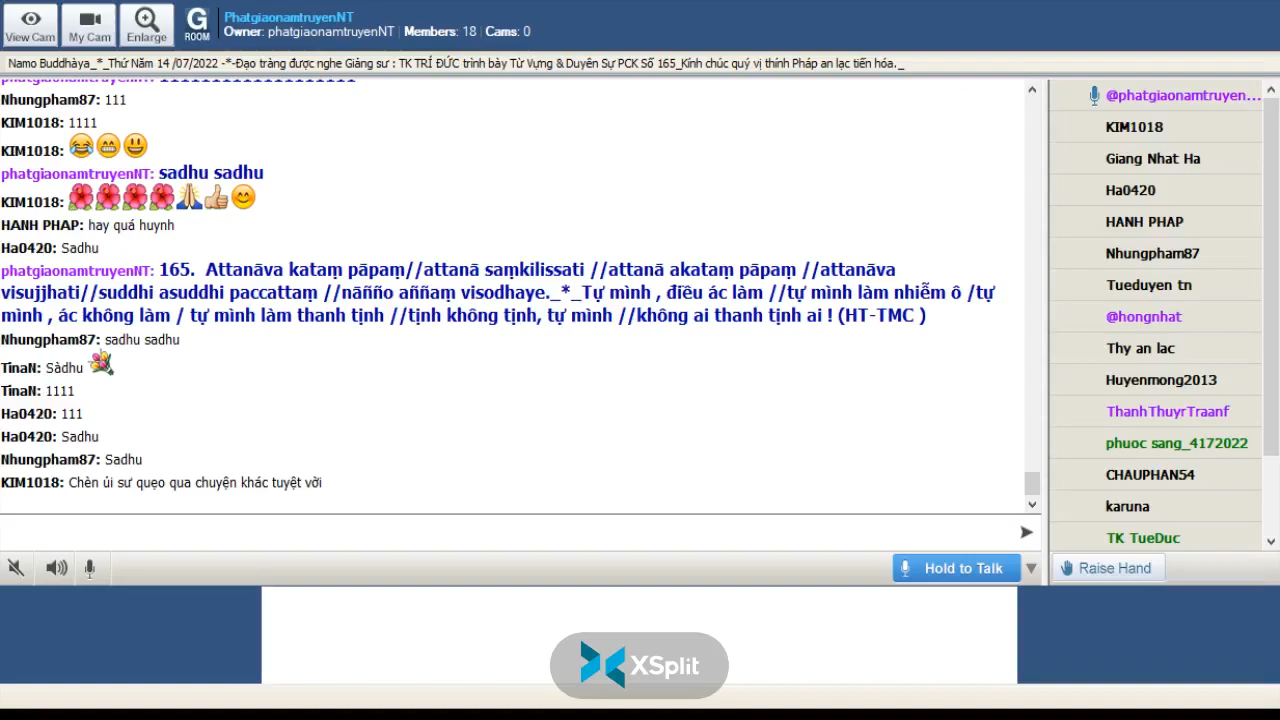 View Cam
My Cam
Enlarge
G
ROOM
PhatgiaonamtruyenNT
Owner: phatgiaonamtruyenNT | Members: 18 | Cams: 0
Namo Buddhàya_*_Thứ Năm 14 /07/2022 -*-Đạo tràng được nghe Giảng sư : TK TRÍ ĐỨC trình bày Từ Vựng & Duyên Sự PCK Số 165_Kính chúc quý vị thính Pháp an lạc tiến hóa._
Nhungpham87: 111
KIM1018: 1111
KIM1018: 😂😁😃
phatgiaonamtruyenNT: sadhu sadhu
KIM1018: 🌺🌺🌺🌺🙏👍😊
HANH PHAP: hay quá huynh
Ha0420: Sadhu
phatgiaonamtruyenNT: 165. Attanāva kataṃ pāpaṃ//attanā saṃkilissati //attanā akataṃ pāpaṃ //attanāva
visujjhati//suddhi asuddhi paccattaṃ //nāñño aññaṃ visodhaye._*_Tự mình , điều ác làm //tự mình làm nhiễm ô /tự
mình , ác không làm / tự mình làm thanh tịnh //tịnh không tịnh, tự mình //không ai thanh tịnh ai ! (HT-TMC )
Nhungpham87: sadhu sadhu
TinaN: Sàdhu 💐
TinaN: 1111
Ha0420: 111
Ha0420: Sadhu
Nhungpham87: Sadhu
KIM1018: Chèn ủi sư quẹo qua chuyện khác tuyệt vời
@phatgiaonamtruyen...
KIM1018
Giang Nhat Ha
Ha0420
HANH PHAP
Nhungpham87
Tueduyen tn
@hongnhat
Thy an lac
Huyenmong2013
ThanhThuyrTraanf
phuoc sang_4172022
CHAUPHAN54
karuna
TK TueDuc
Hold to Talk
Raise Hand
XSplit